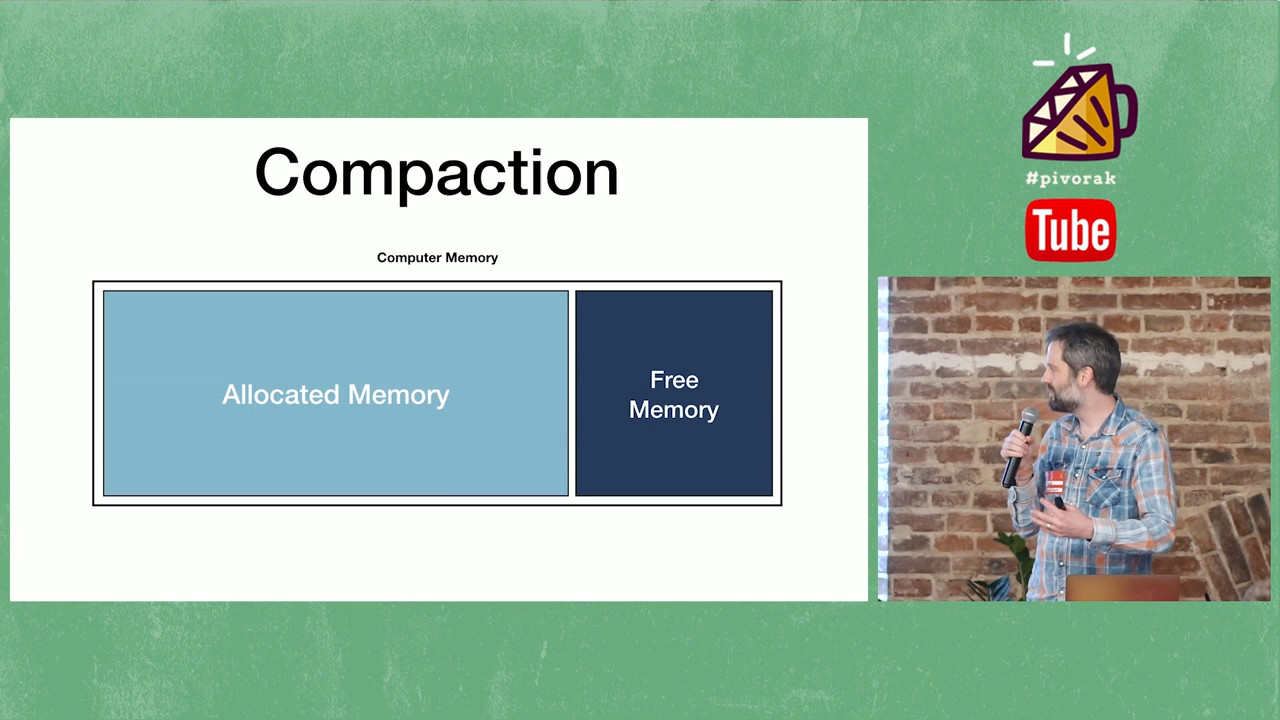 Compaction
Computer Memory
Allocated Memory
Free
Memory
#pivorak
Tube